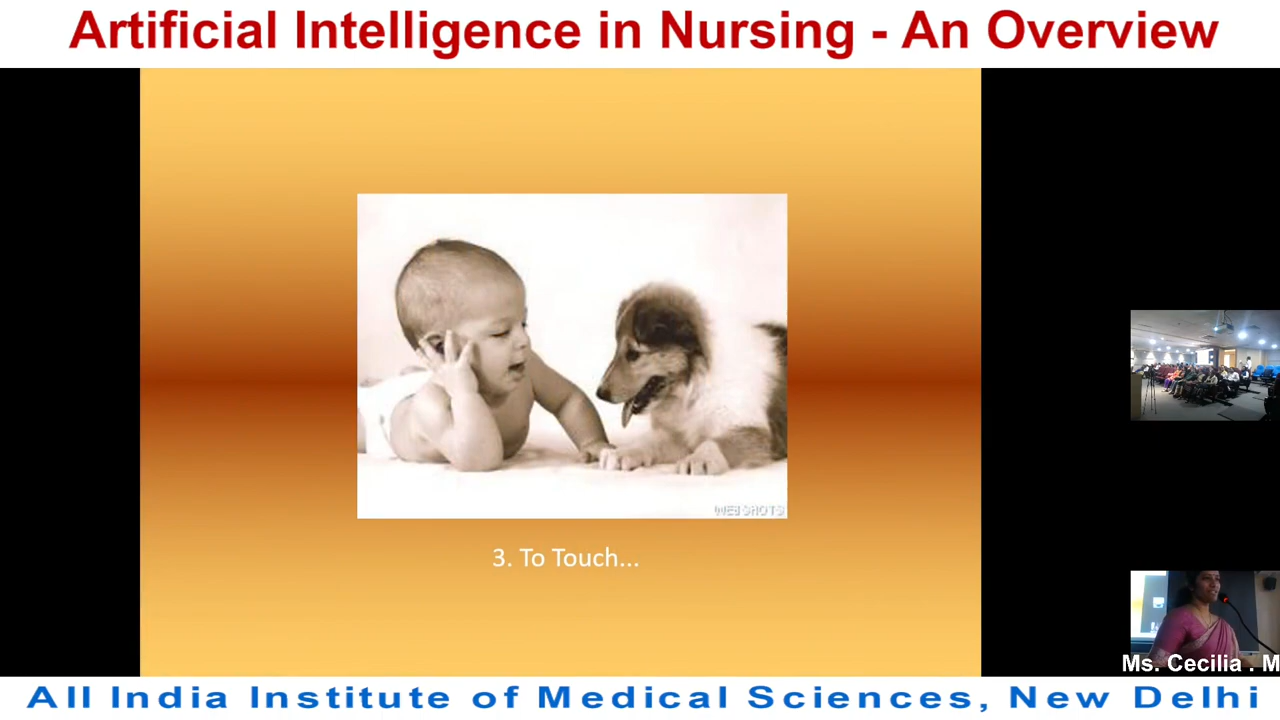 Artificial Intelligence in Nursing - An Overview
WEBSHOTS
3. To Touch...
Ms. Cecilia . M
All India Institute of Medical Sciences, New Delhi